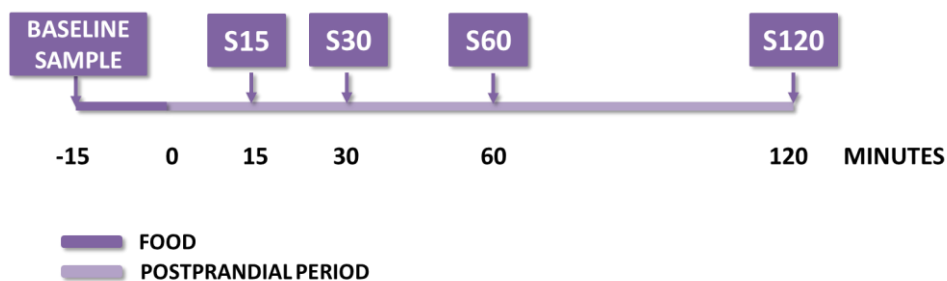 BASELINE
SAMPLE
S15
S30
S60
S120
-15
0
15
30
60
120
MINUTES
FOOD
POSTPRANDIAL PERIOD